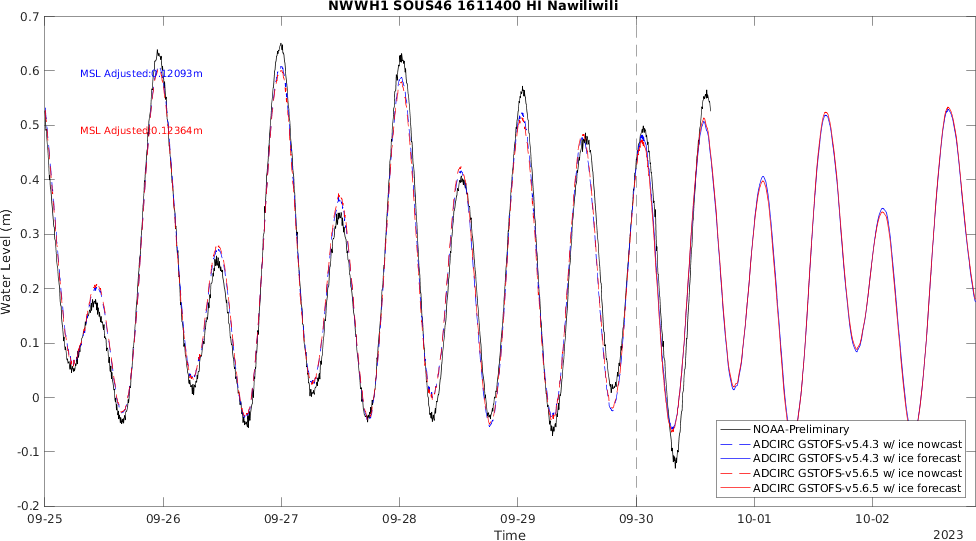 NWWH1 SOUS46 1611400 HI Nawiliwili
0.7
0.6
0.5
0.4
0.3
0.2
0.1
0
-0.1
-0.2
Water Level (m)
MSL Adjusted:0.12093m
MSL Adjusted:0.12364m
NOAA-Preliminary
ADCIRC GSTOFS-v5.4.3 w/ ice nowcast
ADCIRC GSTOFS-v5.4.3 w/ ice forecast
ADCIRC GSTOFS-v5.6.5 w/ ice nowcast
ADCIRC GSTOFS-v5.6.5 w/ ice forecast
09-25 09-26 09-27 09-28 09-29 09-30 10-01 10-02
2023
Time